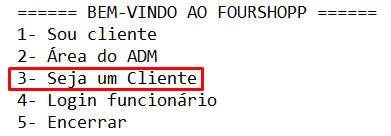 ====== BEM-VINDO AO FOURSHOPP ======
1- Sou cliente
2- Área do ADM
3- Seja um Cliente
4- Login funcionário
5- Encerrar